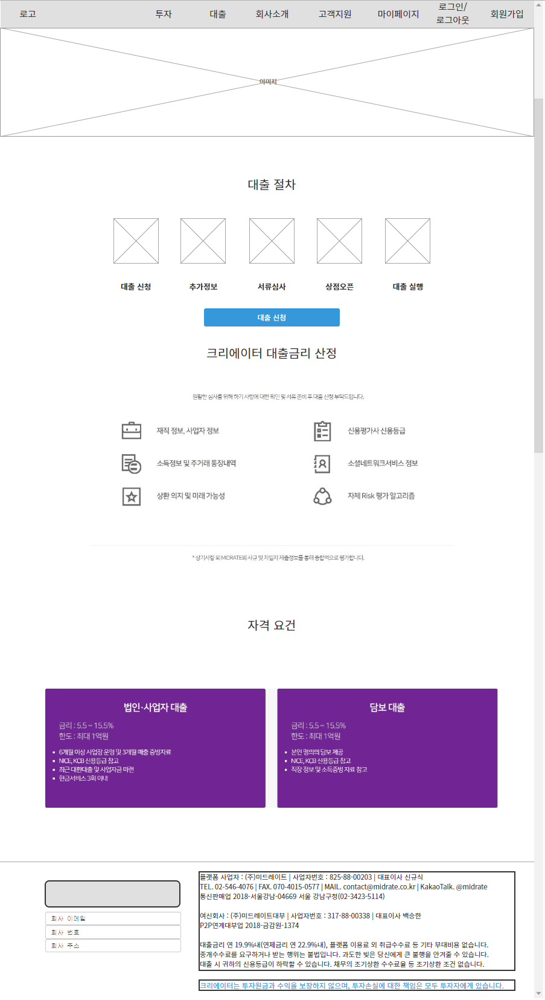 로고
투자
대출
회사소개
고객지원
마이페이지
로그인/
로그아웃
회원가입
이미지
대출 절차
대출 신청
추가정보
서류심사
상점오픈
대출 실행
대출 신청
크리에이터 대출금리 산정
원활한 심사를 위해 하기 사항에 대한 확인 및 서류 준비 후 대출 신청 부탁드립니다.
재직 정보, 사업자 정보
신용평가사 신용등급
소득정보 및 주거래 통장내역
소셜네트워크서비스 정보
상환 의지 및 미래 가능성
자체 Risk 평가 알고리즘
* 상기사항 외 MIDRATE의 사규 및 차입자 제출정보를 통해 종합적으로 평가합니다.
자격 요건
법인·사업자 대출
금리 : 5.5 ~ 15.5%
한도 : 최대 1억원
6개월 이상 사업장 운영 및 3개월 매출 증빙자료
NICE, KCB 신용등급 참고
최근 대환대출 및 사업자금 마련
현금서비스 3회 이내
담보 대출
금리 : 5.5 ~ 15.5%
한도 : 최대 1억원
본인 명의의 담보 제공
NICE, KCB 신용등급 참고
직장 정보 및 소득증빙 자료 참고
회사 이메일
회사 번호
회사 주소
플랫폼 사업자 : (주)미드레이트 | 사업자번호 : 825-88-00203 | 대표이사 신규식
TEL. 02-546-4076 | FAX. 070-4015-0577 | MAIL. contact@midrate.co.kr | KakaoTalk. @midrate
통신판매업 2018-서울강남-04669 서울 강남구청(02-3423-5114)
여신회사 : (주)미드레이트대부 | 사업자번호 : 317-88-00338 | 대표이사 백승한
P2P연계대부업 2018-금감원-1374
대출금리 연 19.9%내(연체금리 연 22.9%내), 플랫폼 이용료 외 취급수수료 등 기타 부대비용 없습니다.
중개수수료를 요구하거나 받는 행위는 불법입니다. 과도한 빚은 당신에게 큰 불행을 안겨줄 수 있습니다.
대출 시 귀하의 신용등급이 하락할 수 있습니다. 채무의 조기상환 수수료율 등 조기상환 조건 없습니다.
크리에이터는 투자원금과 수익을 보장하지 않으며, 투자손실에 대한 책임은 모두 투자자에게 있습니다.